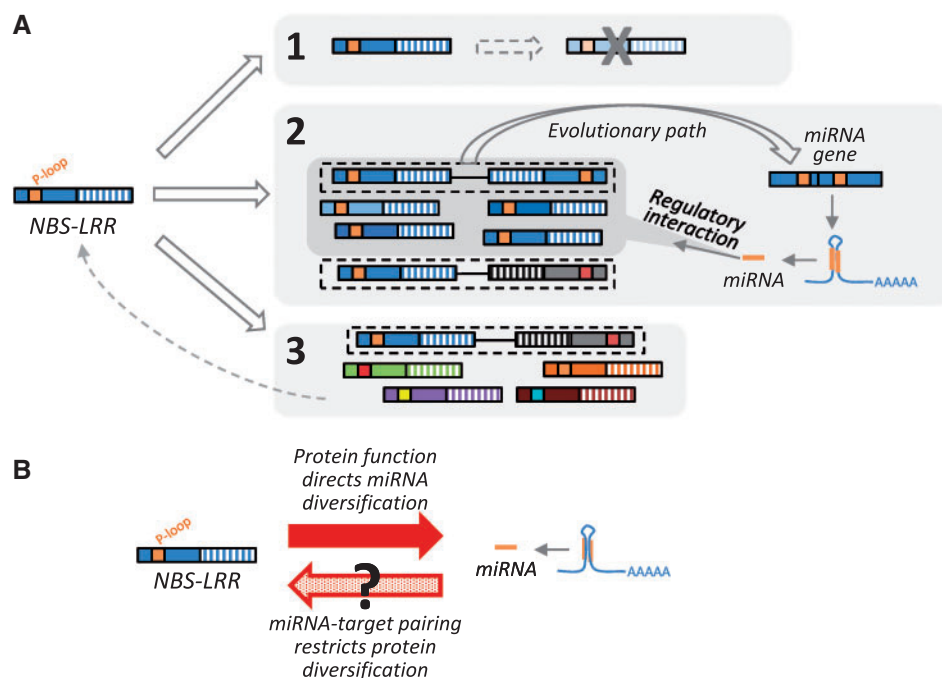 A
1
2
Evolutionary path
miRNA
gene
P-loop
NBS-LRR
Regulatory
interaction
miRNA
AAAAA
3
B
Protein function
directs miRNA
diversification
P-loop
NBS-LRR
?
miRNA
AAAAA
miRNA-target pairing
restricts protein
diversification